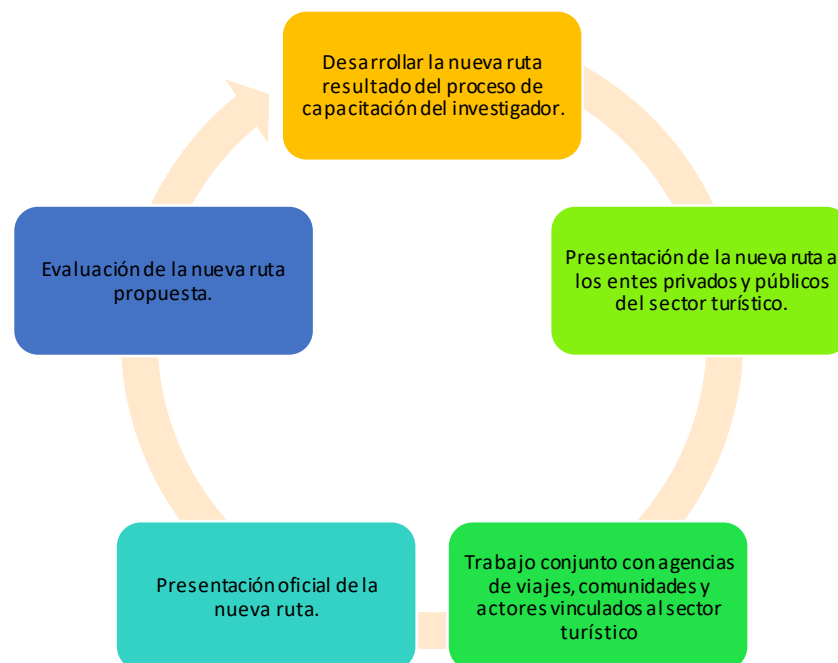 Desarrollar la nueva ruta
resultado del proceso de
capacitación del investigador.
Presentación de la nueva ruta a
los entes privados y públicos
del sector turístico.
Trabajo conjunto con agencias
de viajes, comunidades y
actores vinculados al sector
turístico
Presentación oficial de la
nueva ruta.
Evaluación de la nueva ruta
propuesta.